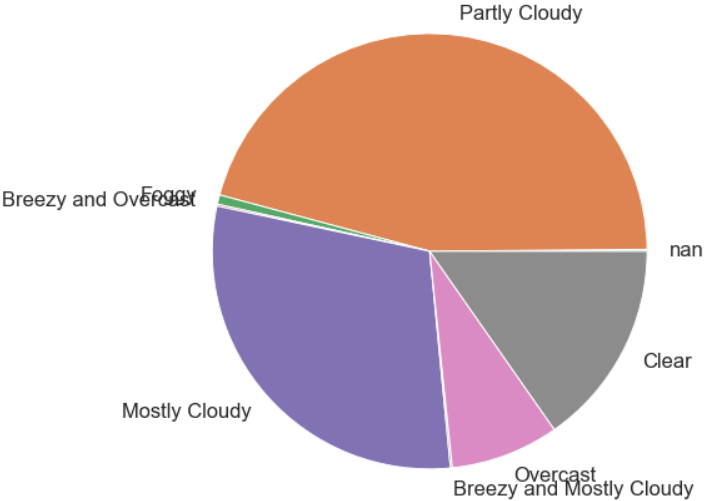 Partly Cloudy
Foggy
Breezy and Overcast
nan
Clear
Mostly Cloudy
Overcast
Breezy and Mostly Cloudy